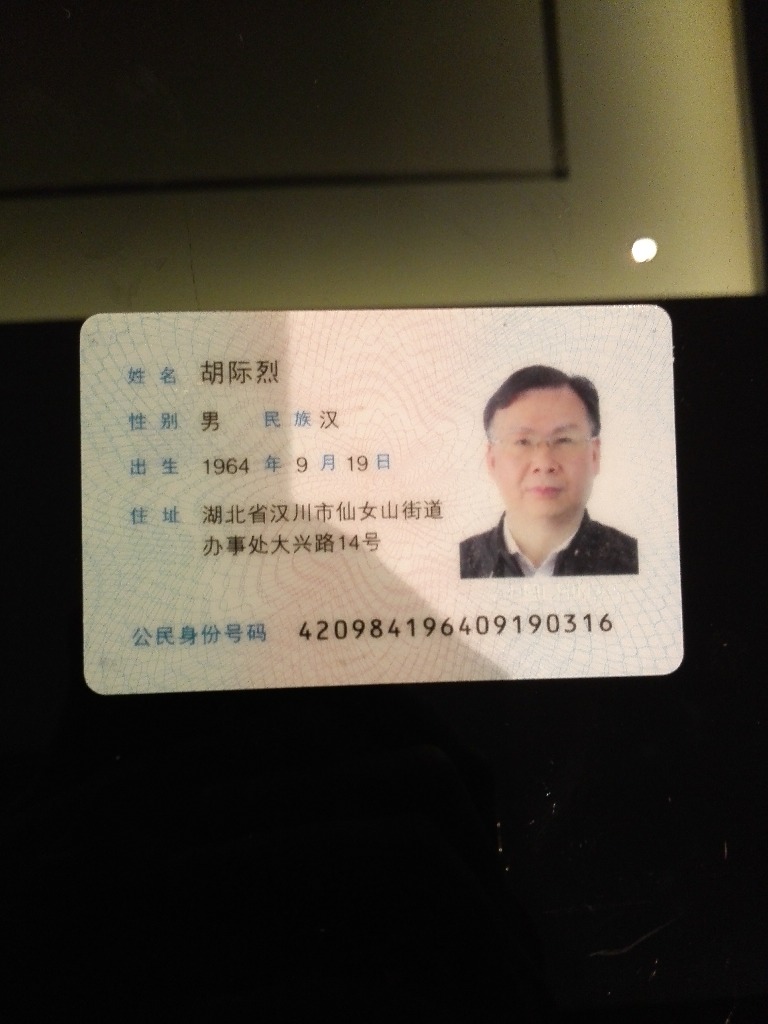 姓名 胡际烈
性别 男 民族 汉
出生 1964 年 9 月 19 日
住址 湖北省汉川市仙女山街道
办事处大兴路14号
公民身份号码 420984196409190316